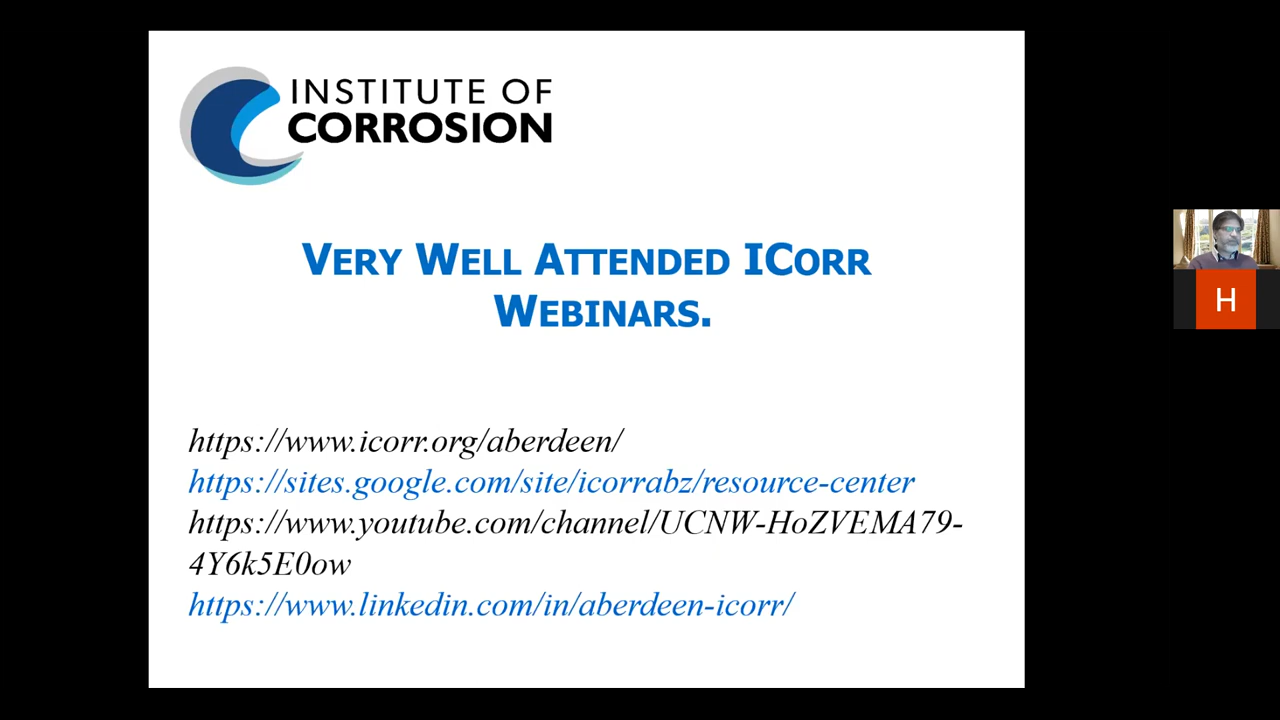 INSTITUTE OF
CORROSION
VERY WELL ATTENDED ICORR
WEBINARS.
https://www.icorr.org/aberdeen/
https://sites.google.com/site/icorrabz/resource-center
https://www.youtube.com/channel/UCNW-HoZVEMA79-
4Y6k5E0ow
https://www.linkedin.com/in/aberdeen-icorr/
H